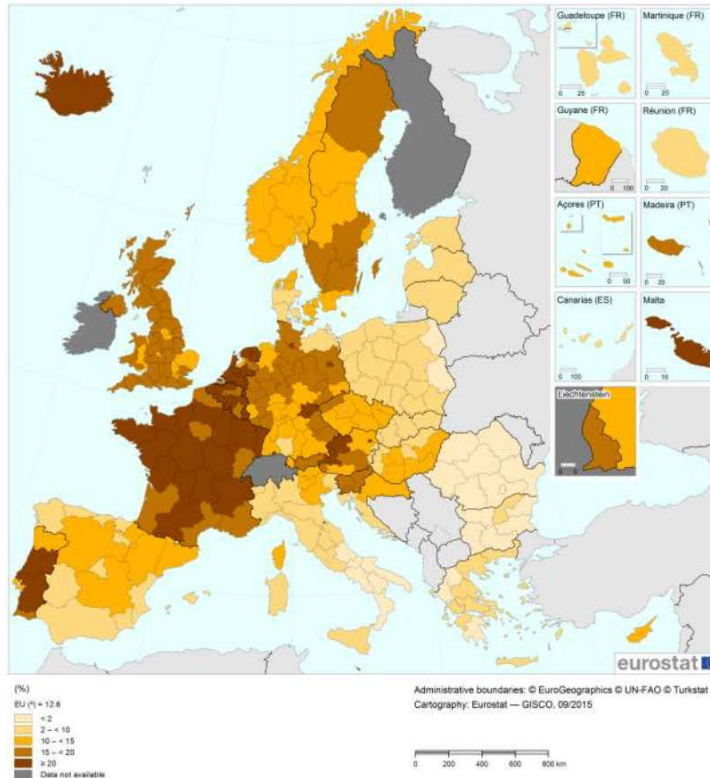 Guadeloupe (FR)
0 25
Martinique (FR)
0 20
Guyane (FR)
0 100
Réunion (FR)
0 20
Açores (PT)
0 50
Madeira (PT)
0 20
Canarias (ES)
0 100
Malta
0 10
Liechtenstein
eurostat
(%)
EU (²) = 12.6
< 2
2 – < 10
10 – < 15
15 – < 20
≥ 20
Data not available
Administrative boundaries: © EuroGeographics © UN-FAO © Turkstat
Cartography: Eurostat — GISCO, 09/2015
0 200 400 600 800 km